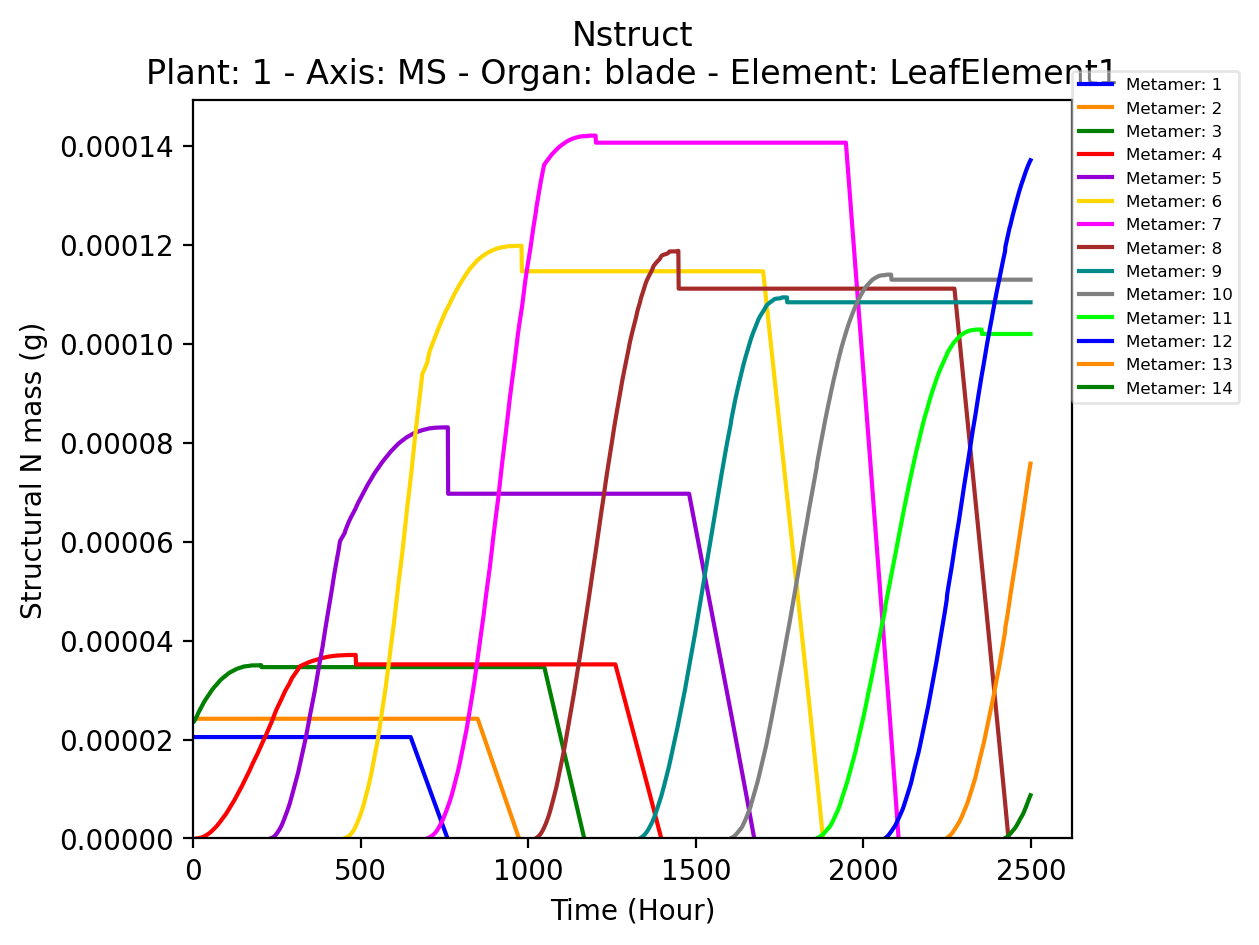 Nstruct
Plant: 1 - Axis: MS - Organ: blade - Element: LeafElement1
Metamer: 1
Metamer: 2
Metamer: 3
Metamer: 4
Metamer: 5
Metamer: 6
Metamer: 7
Metamer: 8
Metamer: 9
Metamer: 10
Metamer: 11
Metamer: 12
Metamer: 13
Metamer: 14
Structural N mass (g)
0.00014
0.00012
0.00010
0.00008
0.00006
0.00004
0.00002
0.00000
0 500 1000 1500 2000 2500
Time (Hour)